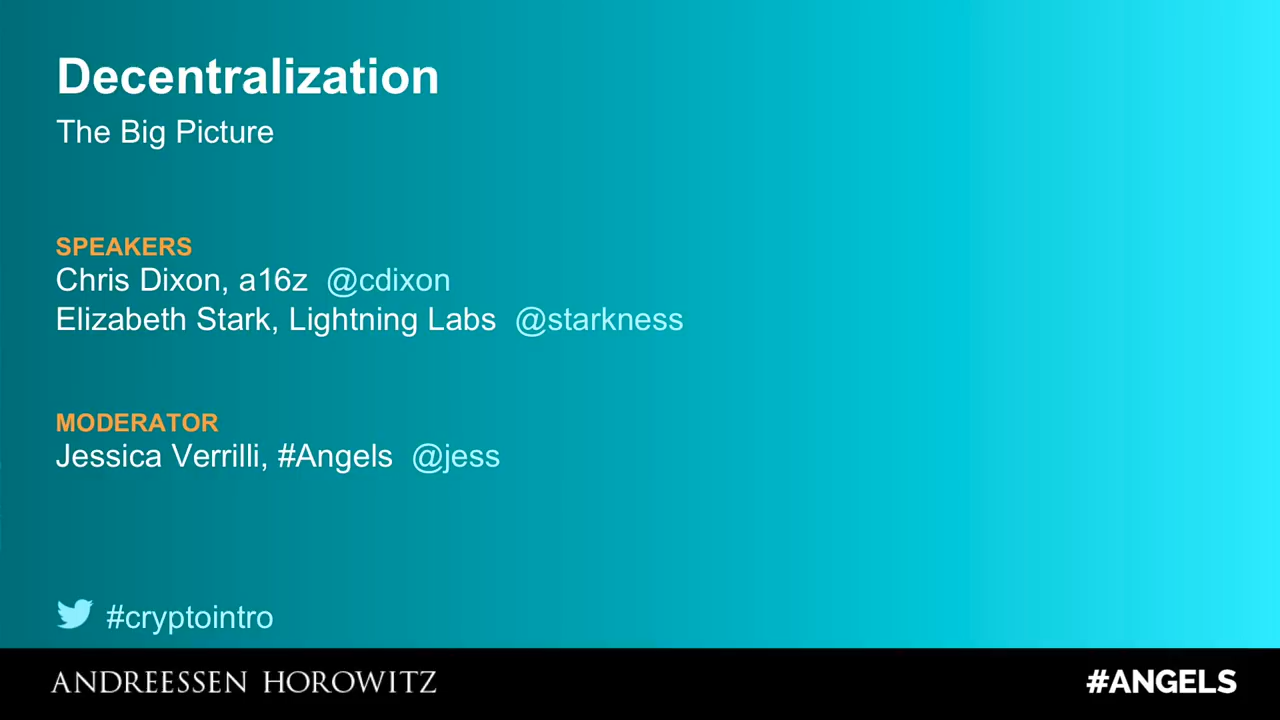 Decentralization
The Big Picture
SPEAKERS
Chris Dixon, a16z @cdixon
Elizabeth Stark, Lightning Labs @starkness
MODERATOR
Jessica Verrilli, #Angels @jess
#cryptointro
ANDREESSEN HOROWITZ
#ANGELS